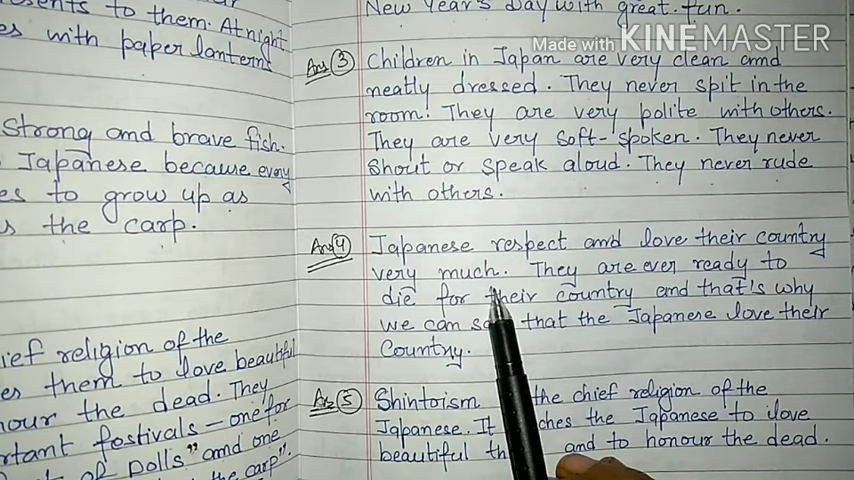 sents to them. At night
es with paper lanterns
strong and brave fish.
Japanese because every
es to grow up as
s the carp.
ief religion of the
es them to love beautiful
nour the dead. They
rtant festivals – one for
of Dolls" and one
the carp".
New Year's Day with great fun.
Made with KINEMASTER
Ans 3 Children in Japan are very clean and
neatly dressed. They never spit in the
room. They are very polite with others.
They are very soft-spoken. They never
shout or speak aloud. They never rude
with others.
Ans 4 Japanese respect and love their country
very much. They are ever ready to
die for their country and that's why
we can that the Japanese love their
Country.
Ans 5 Shintoism the chief religion of the
Japanese. It ches the Japanese to love
beautiful th and to honour the dead.